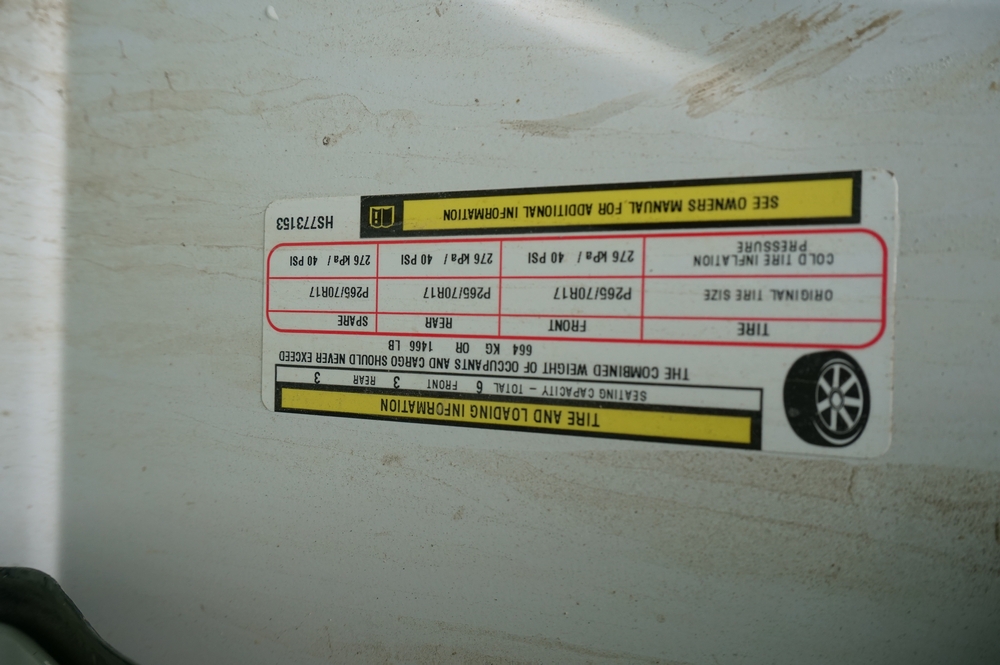 TIRE AND LOADING INFORMATION
SEATING CAPACITY – TOTAL 6 FRONT 3 REAR 3
THE COMBINED WEIGHT OF OCCUPANTS AND CARGO SHOULD NEVER EXCEED
664 KG OR 1466 LB
TIRE FRONT REAR SPARE
ORIGINAL TIRE SIZE P265/70R17 P265/70R17 P265/70R17
COLD TIRE INFLATION PRESSURE 276 kPa / 40 PSI 276 kPa / 40 PSI 276 kPa / 40 PSI
SEE OWNERS MANUAL FOR ADDITIONAL INFORMATION
HS773153